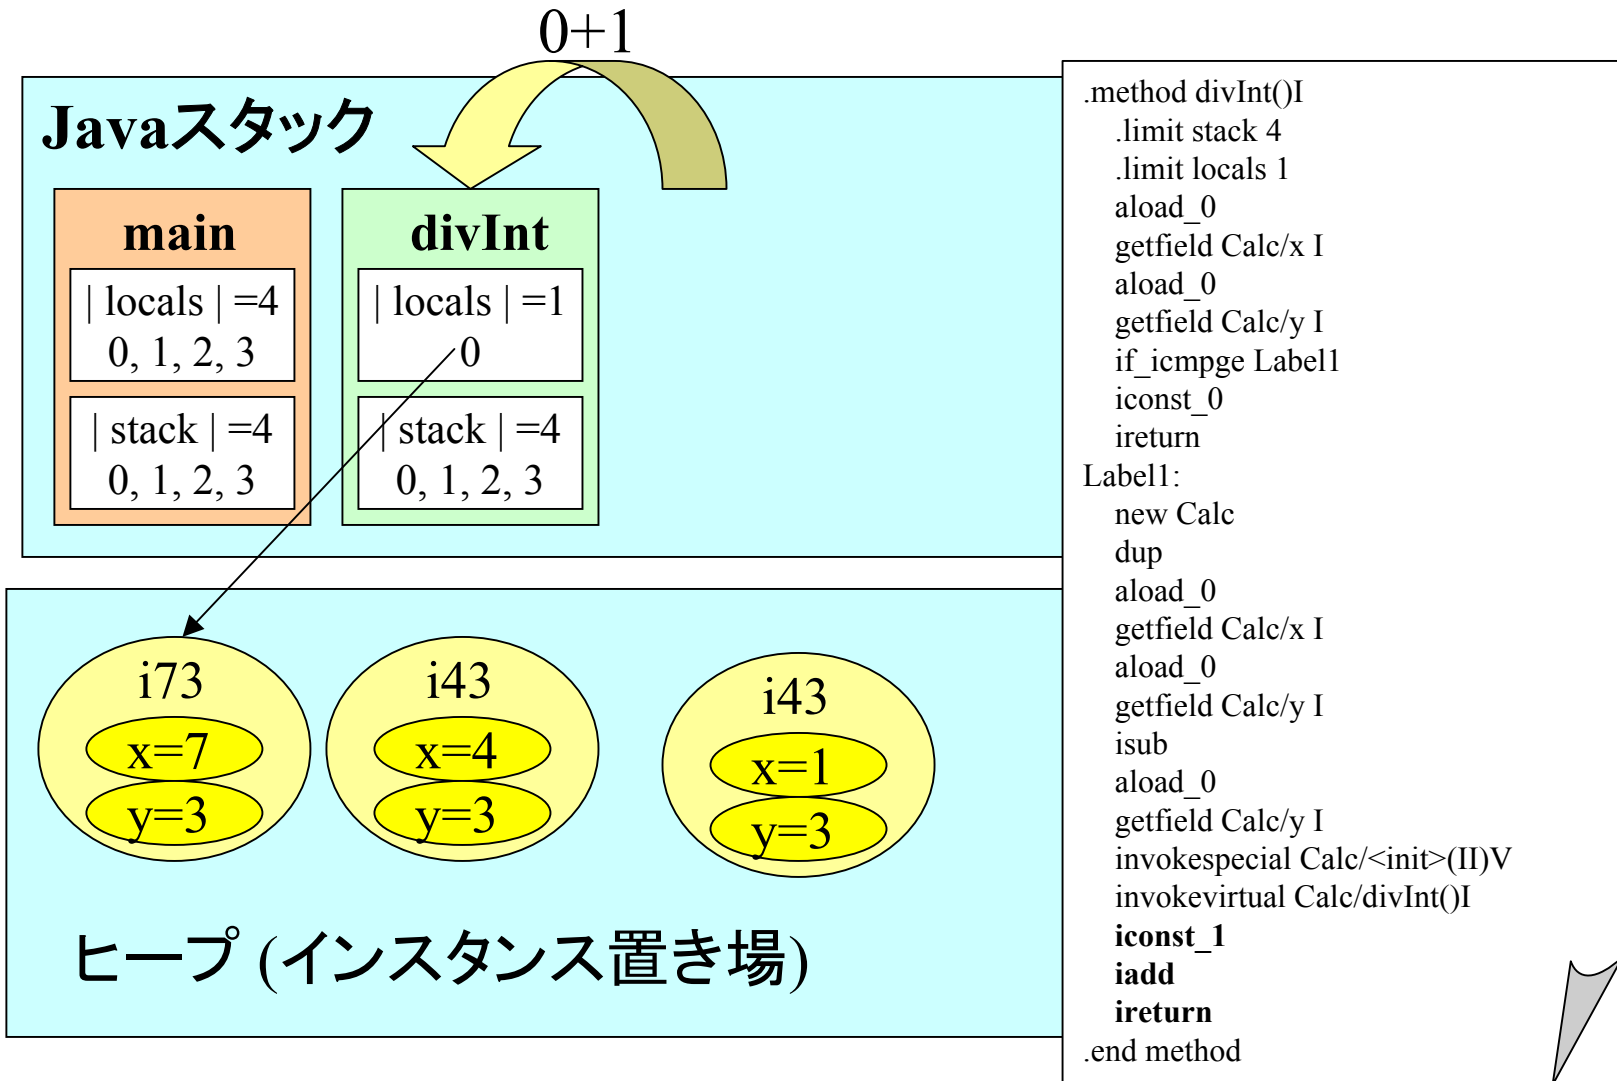 0+1
Javaスタック
main
| locals | =4
0, 1, 2, 3
| stack | =4
0, 1, 2, 3
divInt
| locals | =1
0
| stack | =4
0, 1, 2, 3
i73
x=7
y=3
i43
x=4
y=3
i43
x=1
y=3
ヒープ (インスタンス置き場)
.method divInt()I
.limit stack 4
.limit locals 1
aload_0
getfield Calc/x I
aload_0
getfield Calc/y I
if_icmpge Label1
iconst_0
ireturn
Label1:
new Calc
dup
aload_0
getfield Calc/x I
aload_0
getfield Calc/y I
isub
aload_0
getfield Calc/y I
invokespecial Calc/<init>(II)V
invokevirtual Calc/divInt()I
iconst_1
iadd
ireturn
.end method